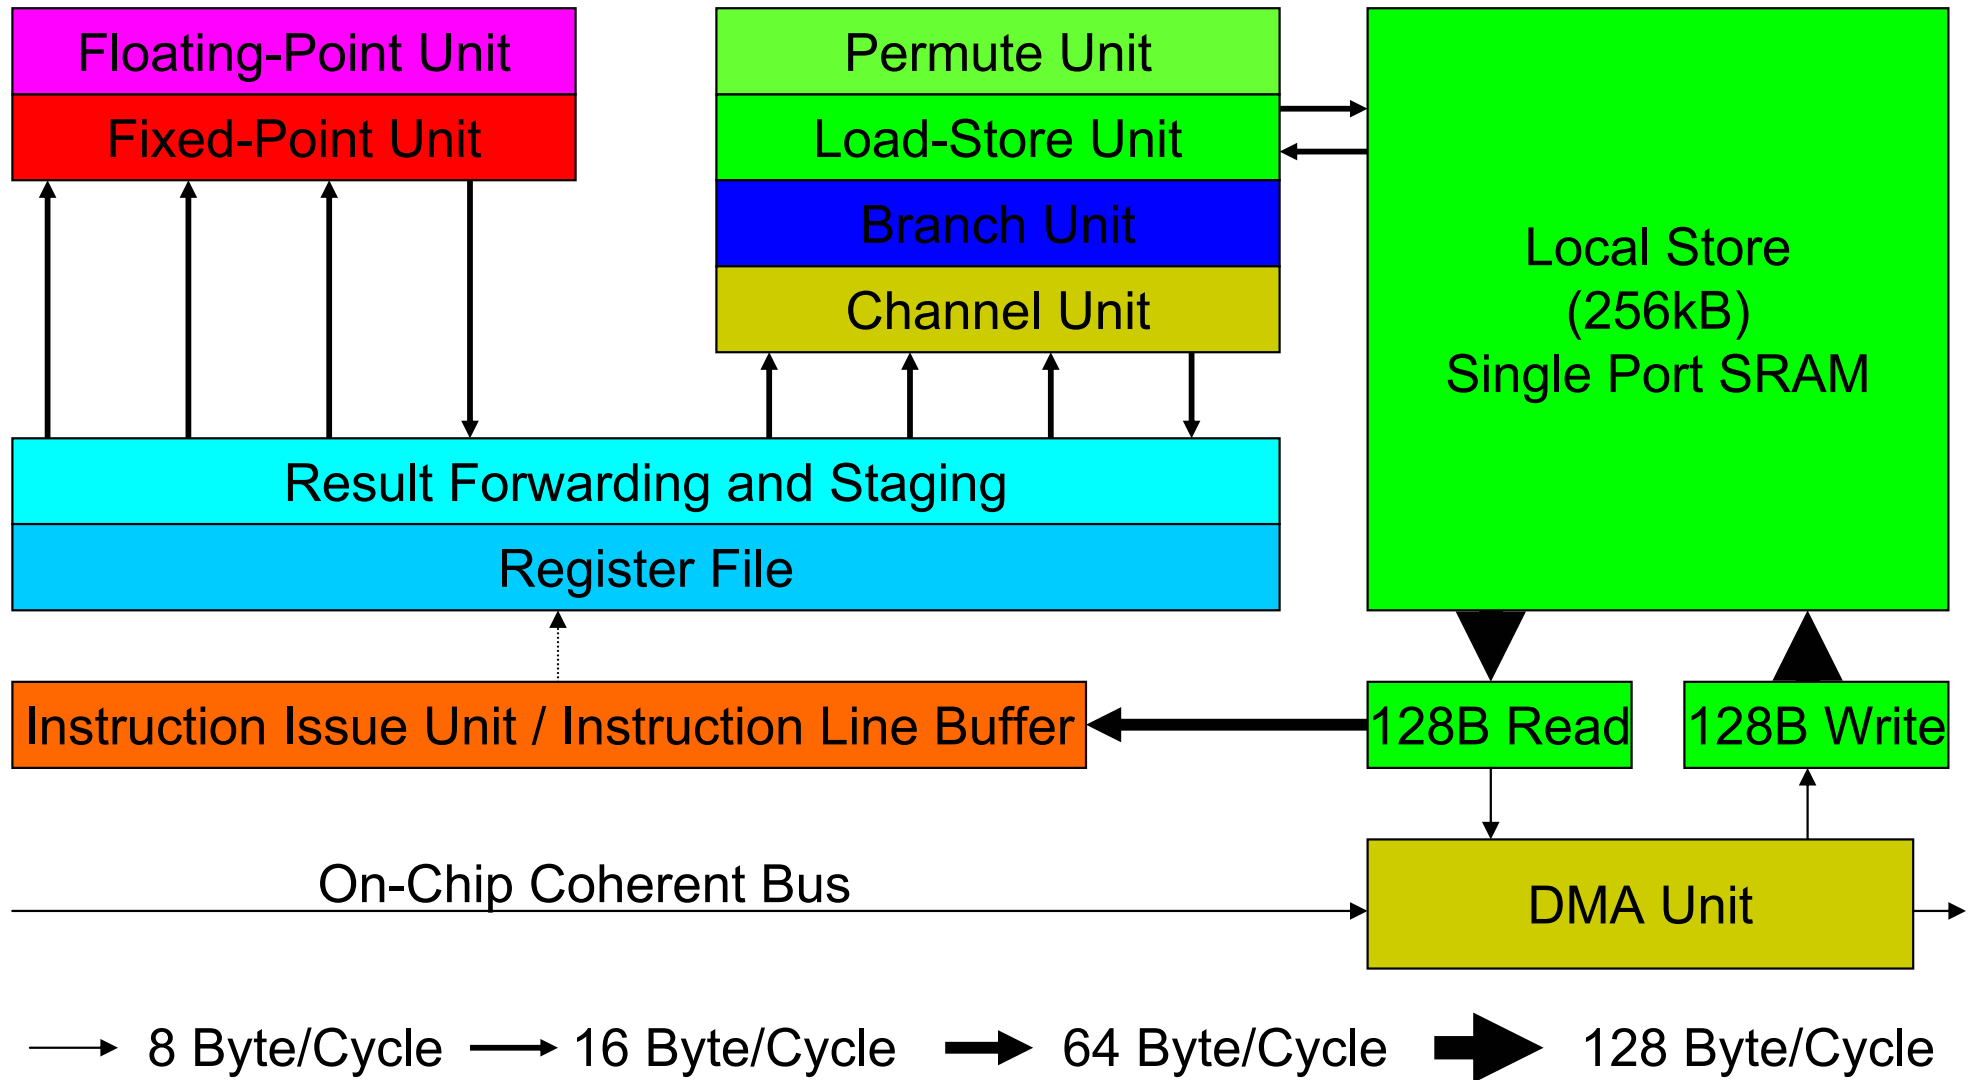 Floating-Point Unit
Fixed-Point Unit
Permute Unit
Load-Store Unit
Branch Unit
Channel Unit
Local Store
(256kB)
Single Port SRAM
Result Forwarding and Staging
Register File
Instruction Issue Unit / Instruction Line Buffer
128B Read
128B Write
On-Chip Coherent Bus
DMA Unit
8 Byte/Cycle
16 Byte/Cycle
64 Byte/Cycle
128 Byte/Cycle